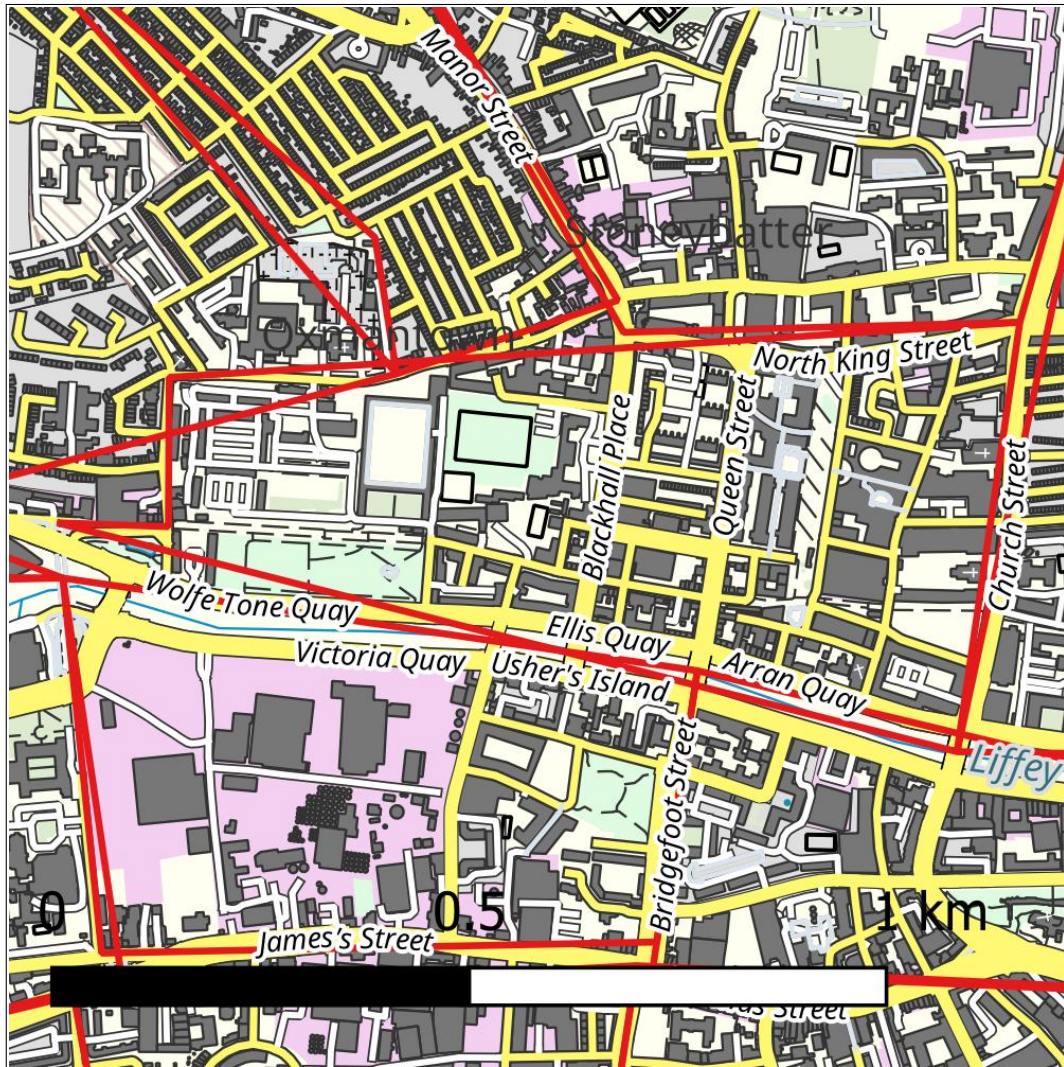 Manor Street
Stoneybatter
Oxmantown
North King Street
Blackhall Place
Queen Street
Church Street
Wolfe Tone Quay
Ellis Quay
Victoria Quay
Usher's Island
Arran Quay
Liffey
Bridgefoot Street
0
0.5
1 km
James's Street
Street